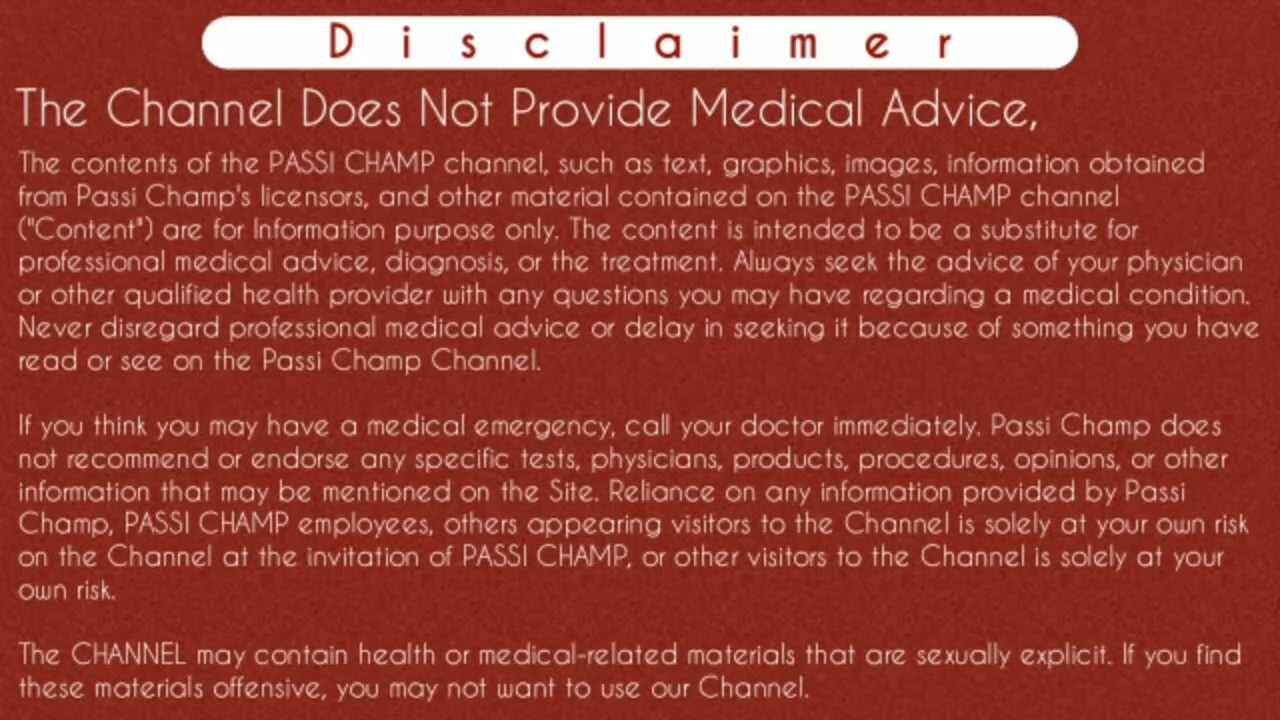 Disclaimer
The Channel Does Not Provide Medical Advice,
The contents of the PASSI CHAMP channel, such as text, graphics, images, information obtained
from Passi Champ's licensors, and other material contained on the PASSI CHAMP channel
("Content") are for Information purpose only. The content is intended to be a substitute for
professional medical advice, diagnosis, or the treatment. Always seek the advice of your physician
or other qualified health provider with any questions you may have regarding a medical condition.
Never disregard professional medical advice or delay in seeking it because of something you have
read or see on the Passi Champ Channel.
If you think you may have a medical emergency, call your doctor immediately. Passi Champ does
not recommend or endorse any specific tests, physicians, products, procedures, opinions, or other
information that may be mentioned on the Site. Reliance on any information provided by Passi
Champ, PASSI CHAMP employees, others appearing visitors to the Channel is solely at your own risk
on the Channel at the invitation of PASSI CHAMP, or other visitors to the Channel is solely at your
own risk.
The CHANNEL may contain health or medical-related materials that are sexually explicit. If you find
these materials offensive, you may not want to use our Channel.